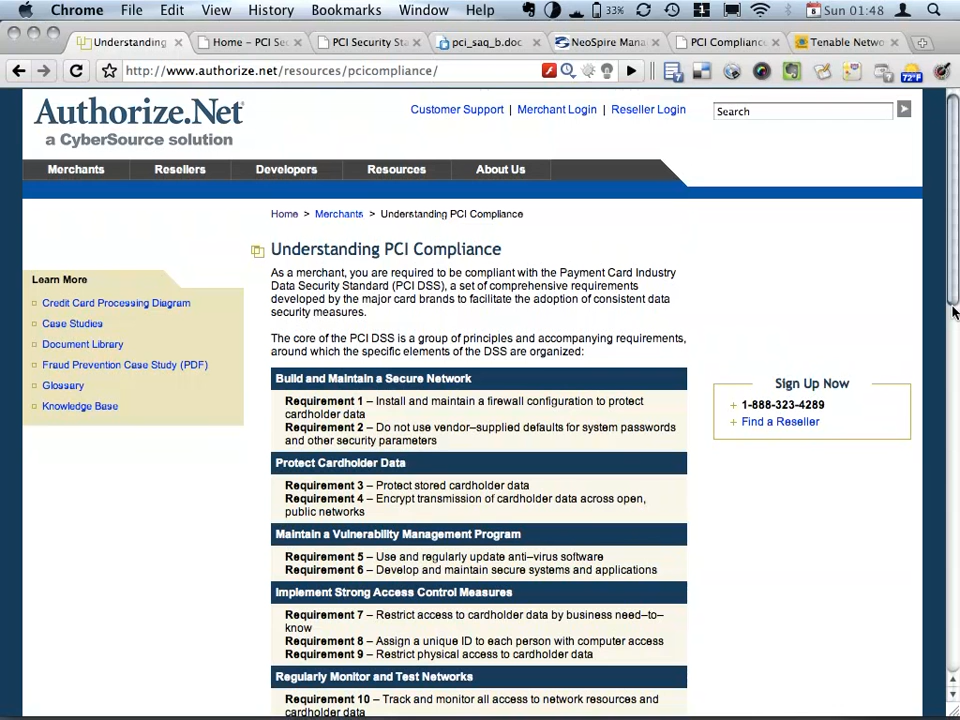 Chrome File Edit View History Bookmarks Window Help 33% 1 8 Sun 01:48
Understanding Home – PCI Sec PCI Security Sta pci_saq_b.doc NeoSpire Mana PCI Compliance Tenable Netwo
http://www.authorize.net/resources/pcicompliance/ 72°F
Authorize.Net
a CyberSource solution
Customer Support | Merchant Login | Reseller Login
Search
Merchants Resellers Developers Resources About Us
Home > Merchants > Understanding PCI Compliance
Understanding PCI Compliance
As a merchant, you are required to be compliant with the Payment Card Industry
Data Security Standard (PCI DSS), a set of comprehensive requirements
developed by the major card brands to facilitate the adoption of consistent data
security measures.
The core of the PCI DSS is a group of principles and accompanying requirements,
around which the specific elements of the DSS are organized:
Build and Maintain a Secure Network
Requirement 1 – Install and maintain a firewall configuration to protect
cardholder data
Requirement 2 – Do not use vendor–supplied defaults for system passwords
and other security parameters
Protect Cardholder Data
Requirement 3 – Protect stored cardholder data
Requirement 4 – Encrypt transmission of cardholder data across open,
public networks
Maintain a Vulnerability Management Program
Requirement 5 – Use and regularly update anti–virus software
Requirement 6 – Develop and maintain secure systems and applications
Implement Strong Access Control Measures
Requirement 7 – Restrict access to cardholder data by business need–to–
know
Requirement 8 – Assign a unique ID to each person with computer access
Requirement 9 – Restrict physical access to cardholder data
Regularly Monitor and Test Networks
Requirement 10 – Track and monitor all access to network resources and
cardholder data
Learn More
Credit Card Processing Diagram
Case Studies
Document Library
Fraud Prevention Case Study (PDF)
Glossary
Knowledge Base
Sign Up Now
1-888-323-4289
Find a Reseller